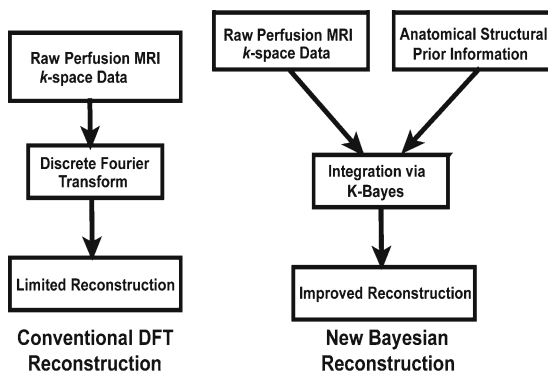 Raw Perfusion MRI
k-space Data
Discrete Fourier
Transform
Limited Reconstruction
Conventional DFT
Reconstruction
Raw Perfusion MRI
k-space Data
Anatomical Structural
Prior Information
Integration via
K-Bayes
Improved Reconstruction
New Bayesian
Reconstruction